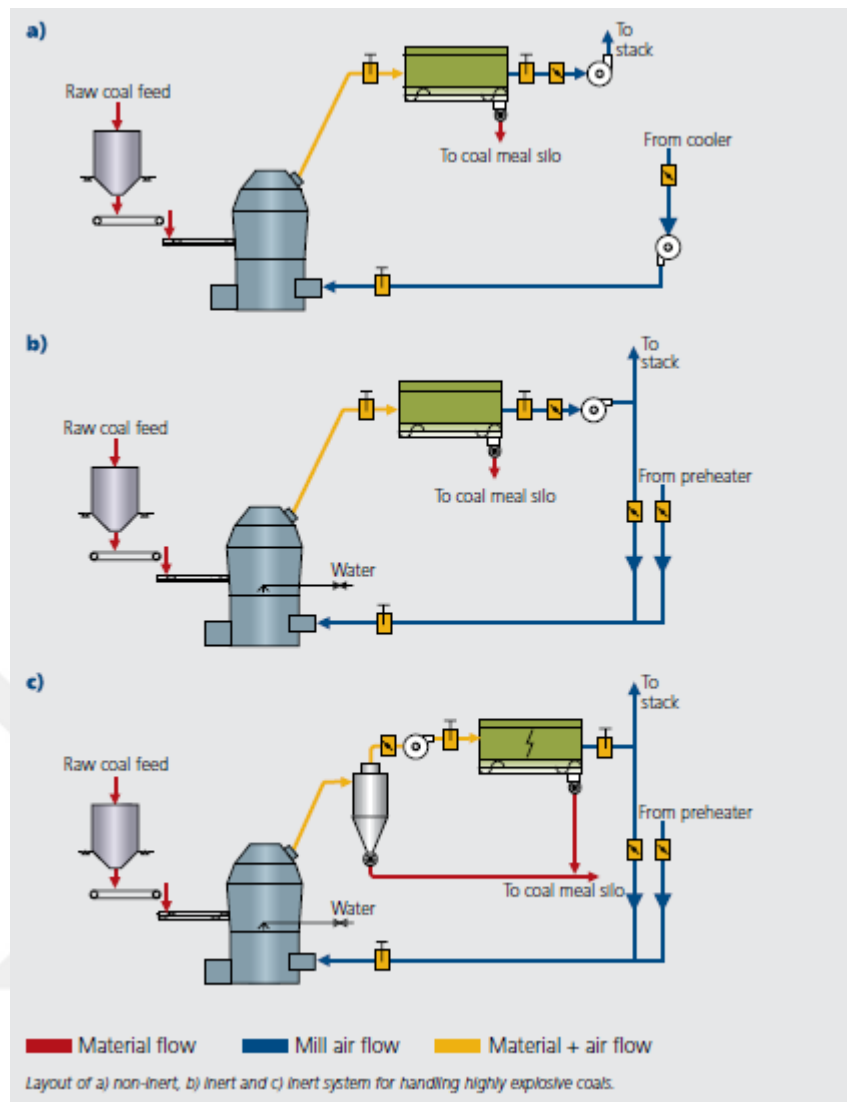 a)
To
stack
Raw coal feed
To coal meal silo
From cooler
b)
To
stack
Raw coal feed
To coal meal silo
From preheater
Water
c)
To
stack
Raw coal feed
From preheater
To coal meal silo
Water
Material flow
Mill air flow
Material + air flow
Layout of a) non-inert, b) inert and c) inert system for handling highly explosive coals.